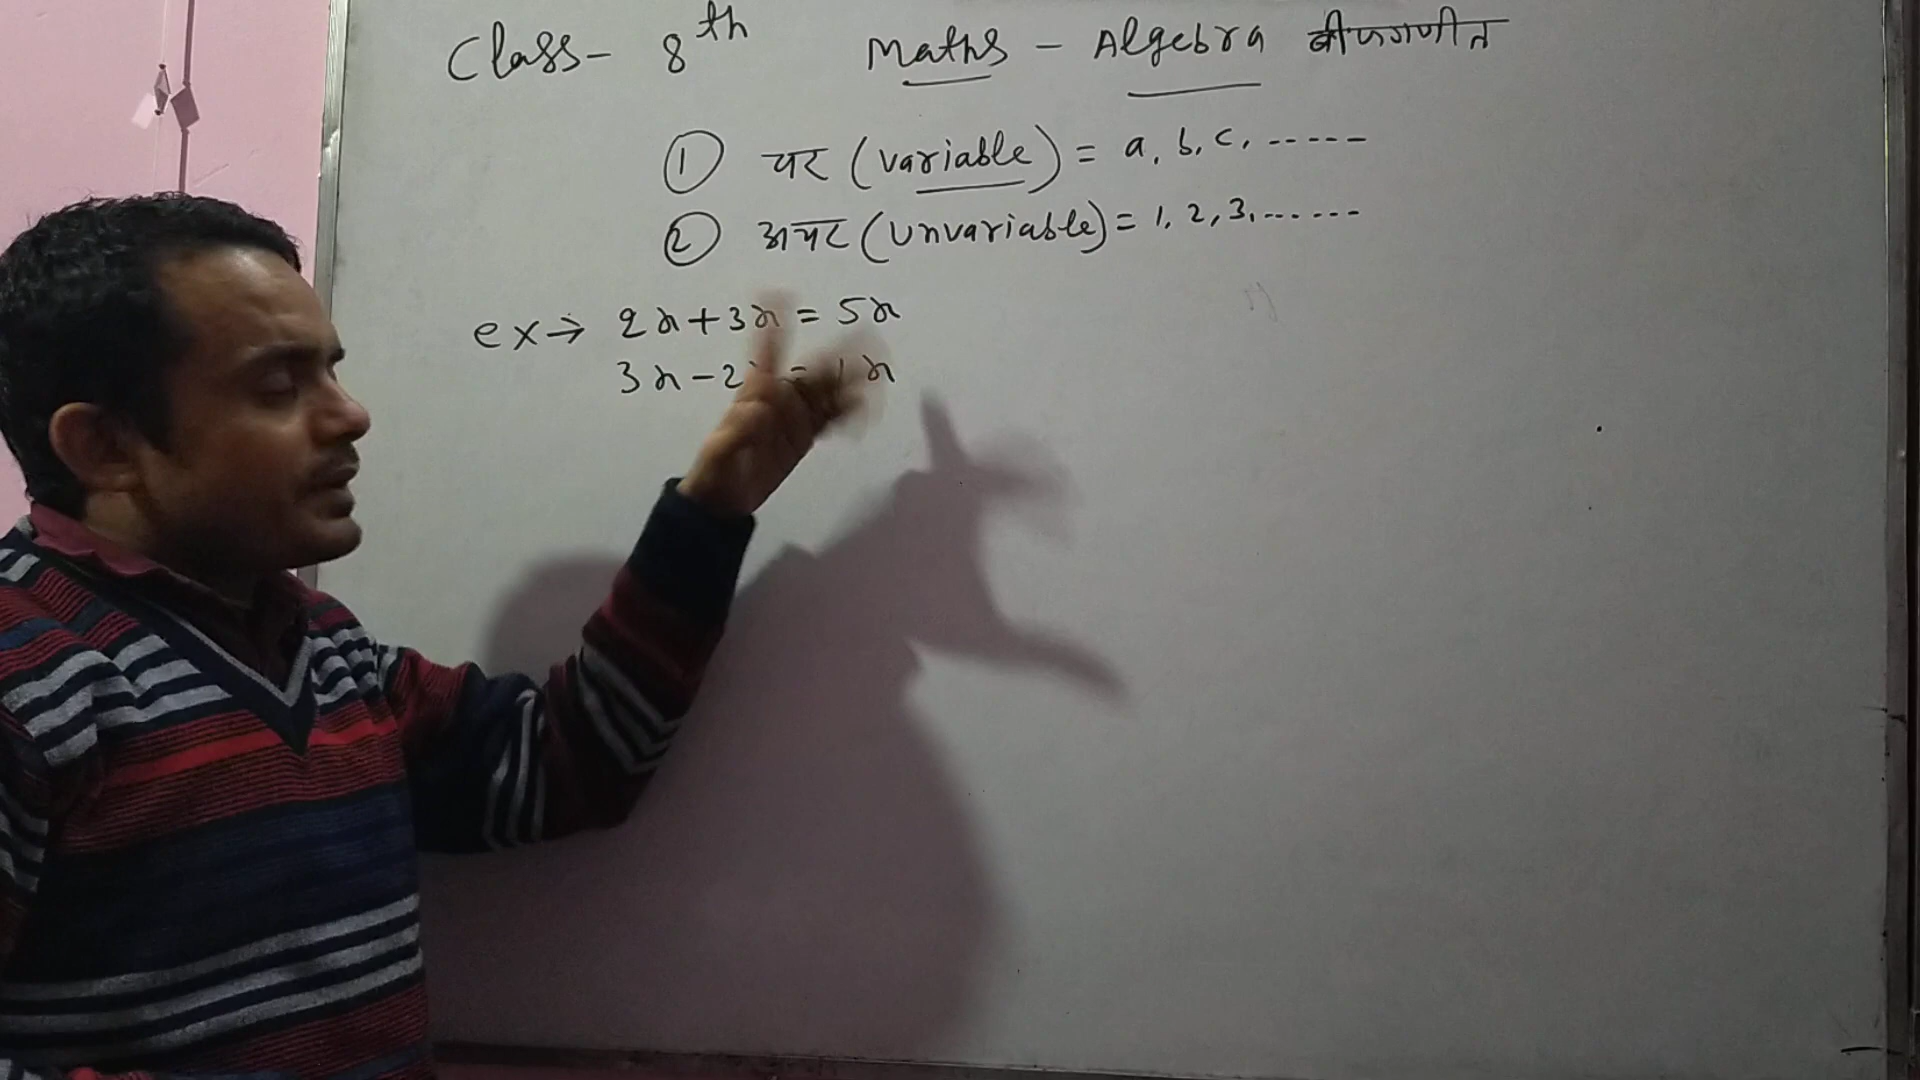 Class- 8th Maths - Algebra बीजगणीत
① चर (variable) = a, b, c, -----
② अचर (unvariable) = 1, 2, 3, ------
ex→ 2x+3x = 5x
3x-2 = 1x